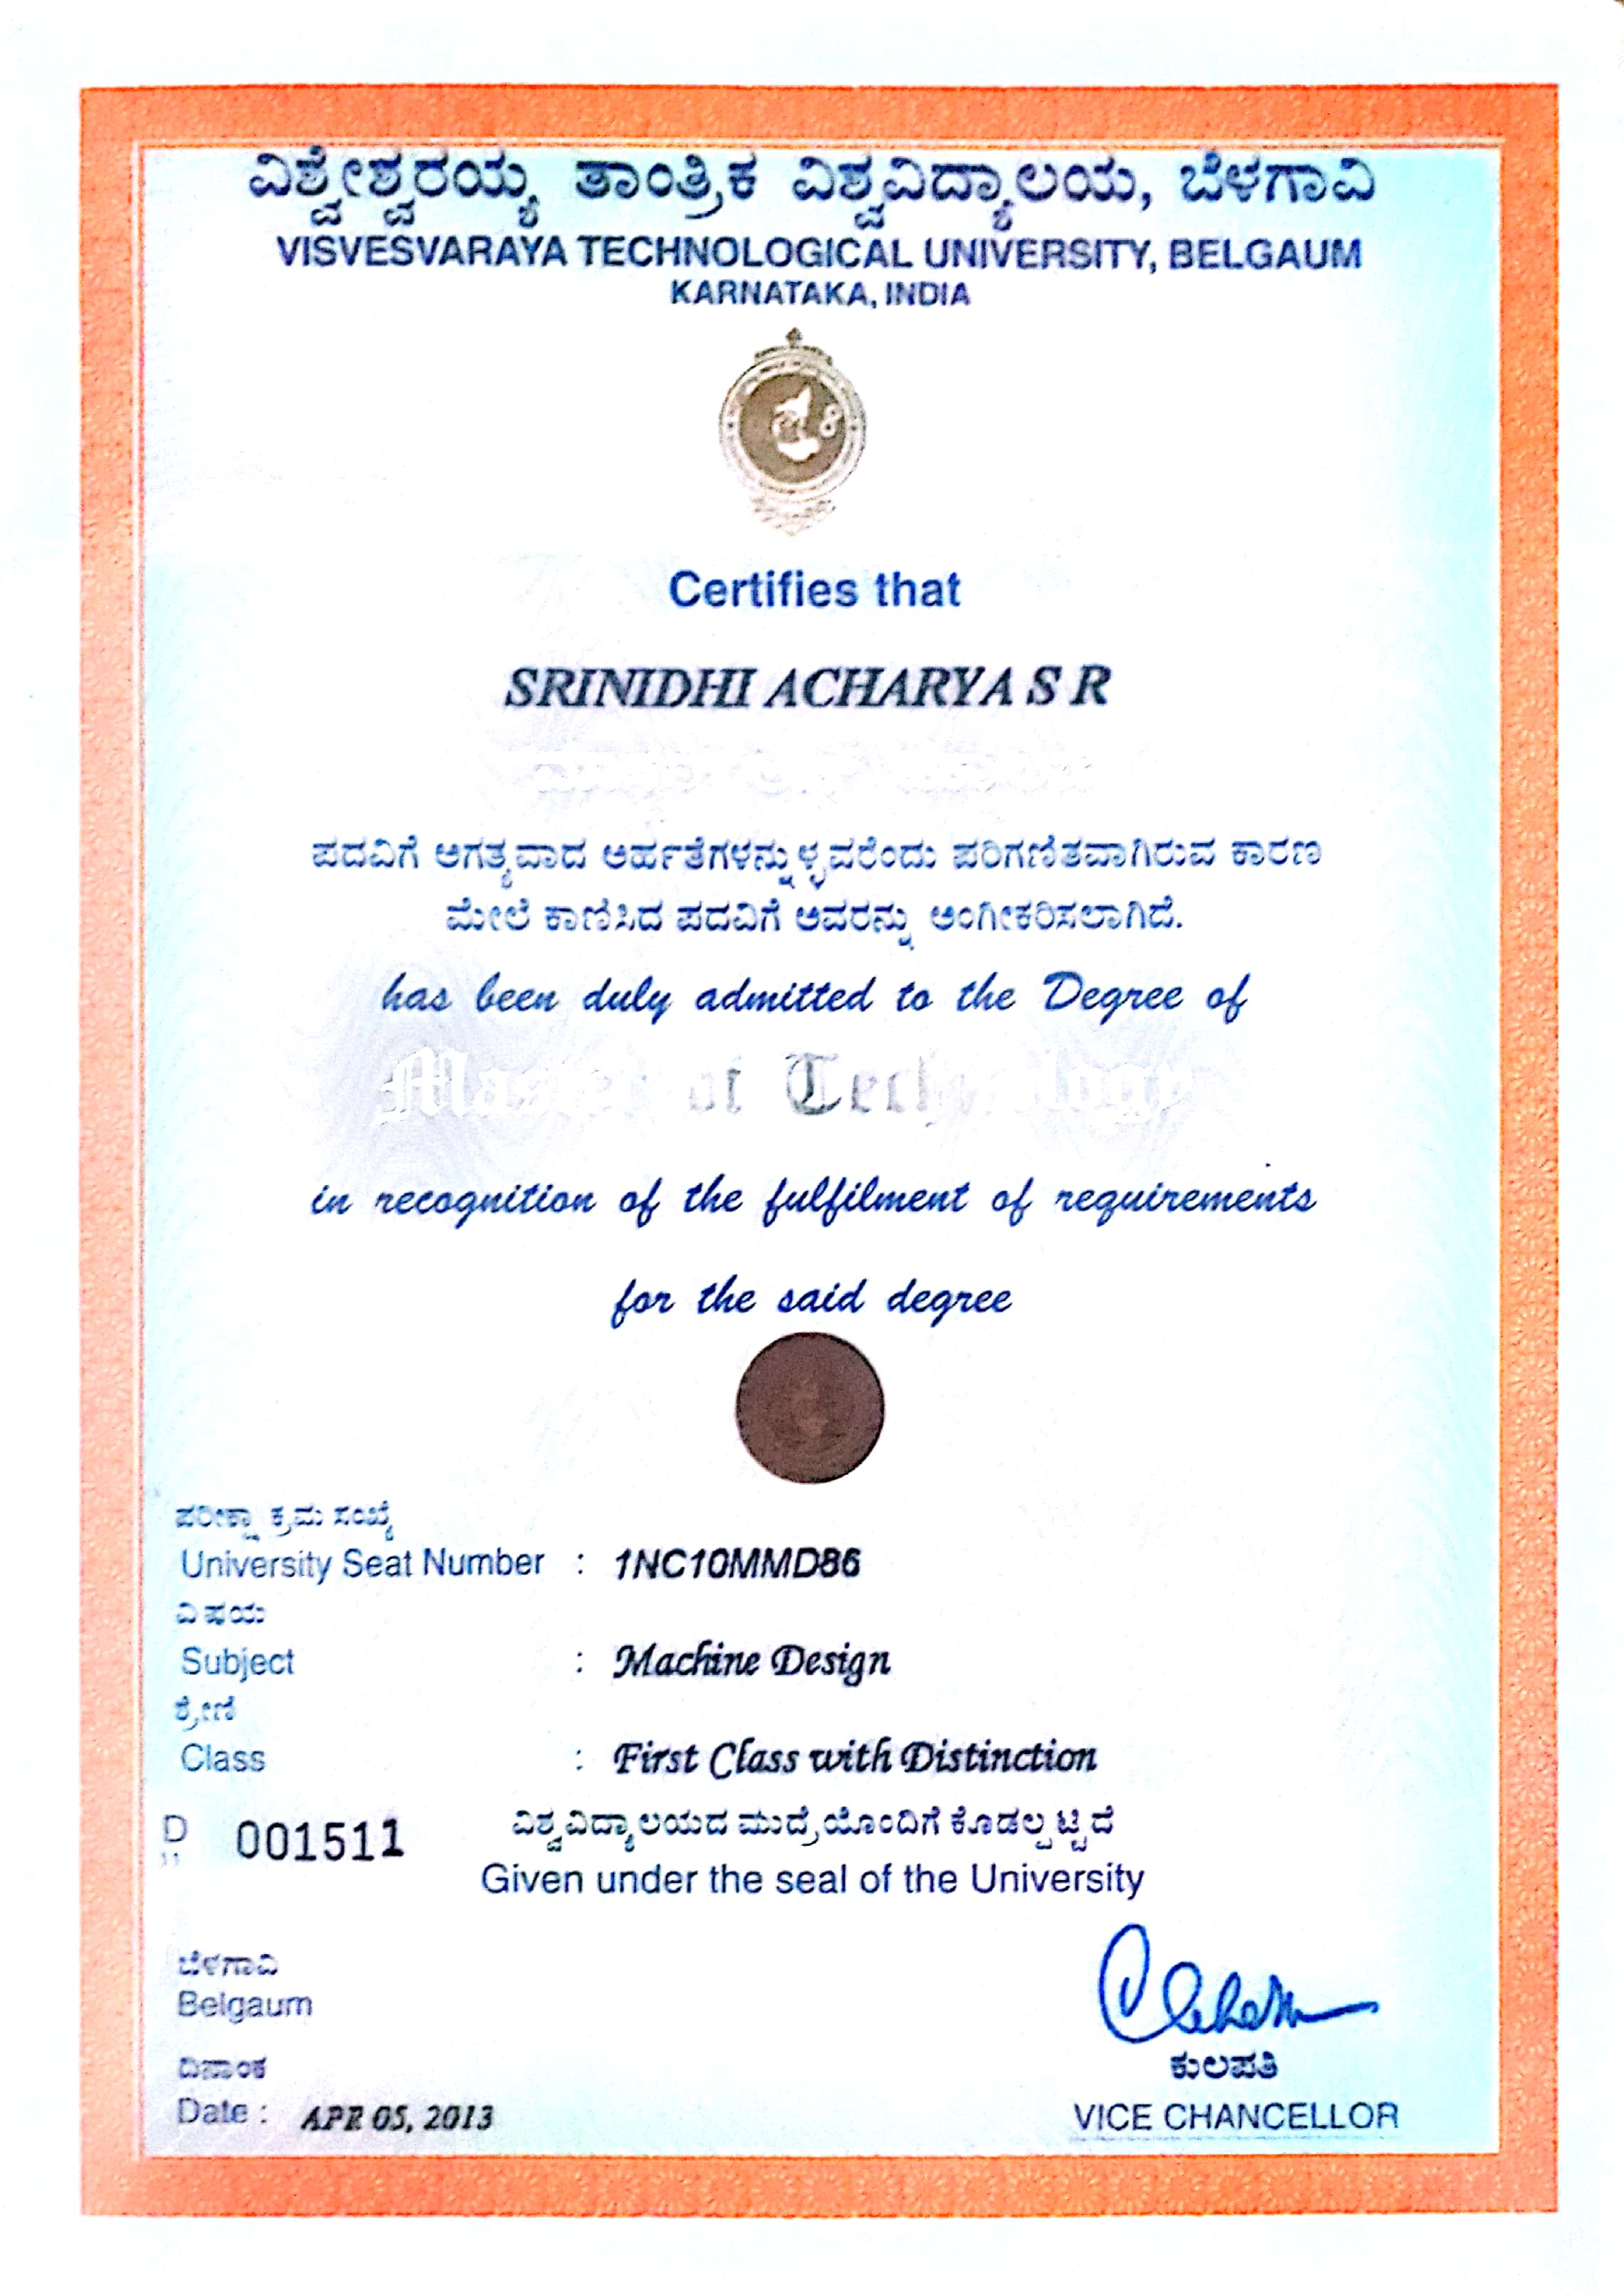 ವಿಶ್ವೇಶ್ವರಯ್ಯ ತಾಂತ್ರಿಕ ವಿಶ್ವವಿದ್ಯಾಲಯ, ಬೆಳಗಾವಿ
VISVESVARAYA TECHNOLOGICAL UNIVERSITY, BELGAUM
KARNATAKA, INDIA
Certifies that
SRINIDHI ACHARYA S R
ಪದವಿಗೆ ಅಗತ್ಯವಾದ ಅರ್ಹತೆಗಳನ್ನುಳ್ಳವರೆಂದು ಪರಿಗಣಿತವಾಗಿರುವ ಕಾರಣ
ಮೇಲೆ ಕಾಣಿಸಿದ ಪದವಿಗೆ ಅವರನ್ನು ಅಂಗೀಕರಿಸಲಾಗಿದೆ.
has been duly admitted to the Degree of
Master of Technology
in recognition of the fulfilment of requirements
for the said degree
ಪರೀಕ್ಷಾ ಕ್ರಮ ಸಂಖ್ಯೆ
University Seat Number : 1NC10MMD86
ವಿಷಯ
Subject : Machine Design
ಶ್ರೇಣಿ
Class : First Class with Distinction
D 001511
ವಿಶ್ವವಿದ್ಯಾಲಯದ ಮುದ್ರೆಯೊಂದಿಗೆ ಕೊಡಲ್ಪಟ್ಟಿದೆ
Given under the seal of the University
ಬೆಳಗಾವಿ
Belgaum
ದಿನಾಂಕ
Date : APR 05, 2013
ಕುಲಪತಿ
VICE CHANCELLOR